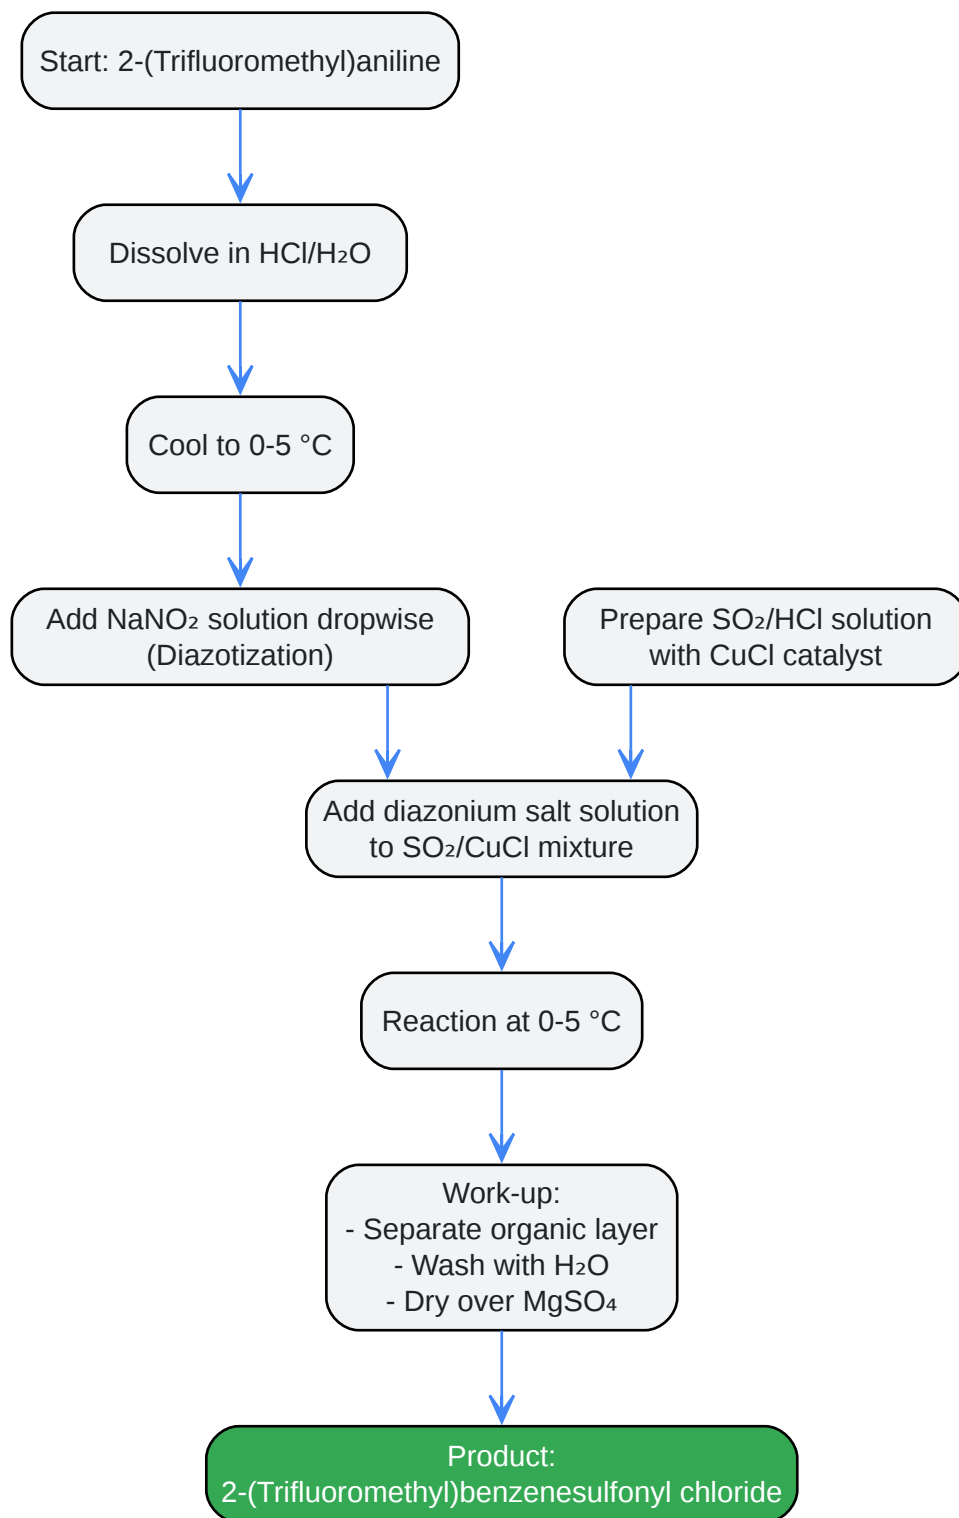 Start: 2-(Trifluoromethyl)aniline
Dissolve in HCl/H₂O
Cool to 0-5 °C
Add NaNO₂ solution dropwise
(Diazotization)
Prepare SO₂/HCl solution
with CuCl catalyst
Add diazonium salt solution
to SO₂/CuCl mixture
Reaction at 0-5 °C
Work-up:
- Separate organic layer
- Wash with H₂O
- Dry over MgSO₄
Product:
2-(Trifluoromethyl)benzenesulfonyl chloride